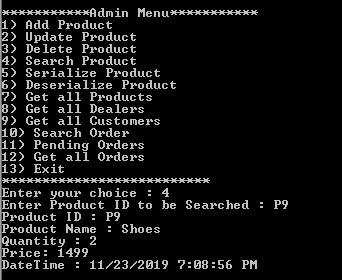 ***********Admin Menu***********
1) Add Product
2) Update Product
3) Delete Product
4) Search Product
5) Serialize Product
6) Deserialize Product
7) Get all Products
8) Get all Dealers
9) Get all Customers
10) Search Order
11) Pending Orders
12) Get all Orders
13) Exit
**************************
Enter your choice : 4
Enter Product ID to be Searched : P9
Product ID : P9
Product Name : Shoes
Quantity : 2
Price: 1499
DateTime : 11/23/2019 7:08:56 PM